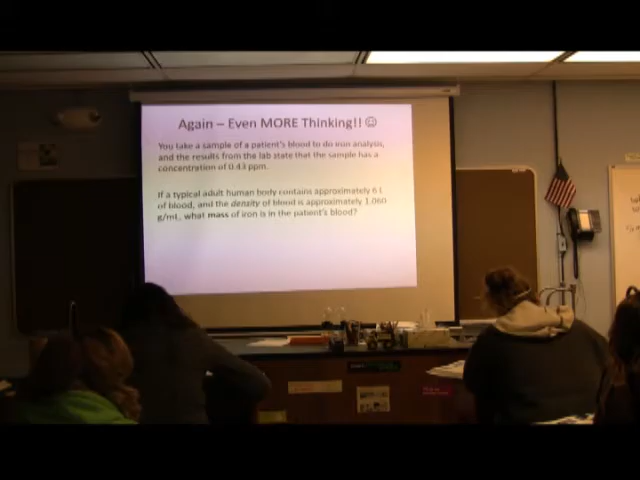 Again – Even MORE Thinking!! ☺
You take a sample of a patient's blood to do iron analysis,
and the results from the lab state that the sample has a
concentration of 0.43 ppm.
If a typical adult human body contains approximately 6 L
of blood, and the density of blood is approximately 1.060
g/mL, what mass of iron is in the patient's blood?